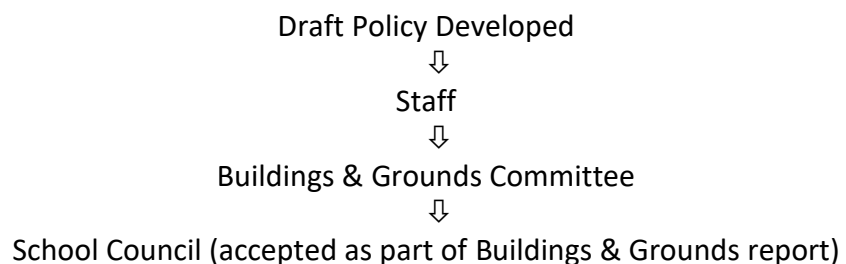 Draft Policy Developed
⇩
Staff
⇩
Buildings & Grounds Committee
⇩
School Council (accepted as part of Buildings & Grounds report)